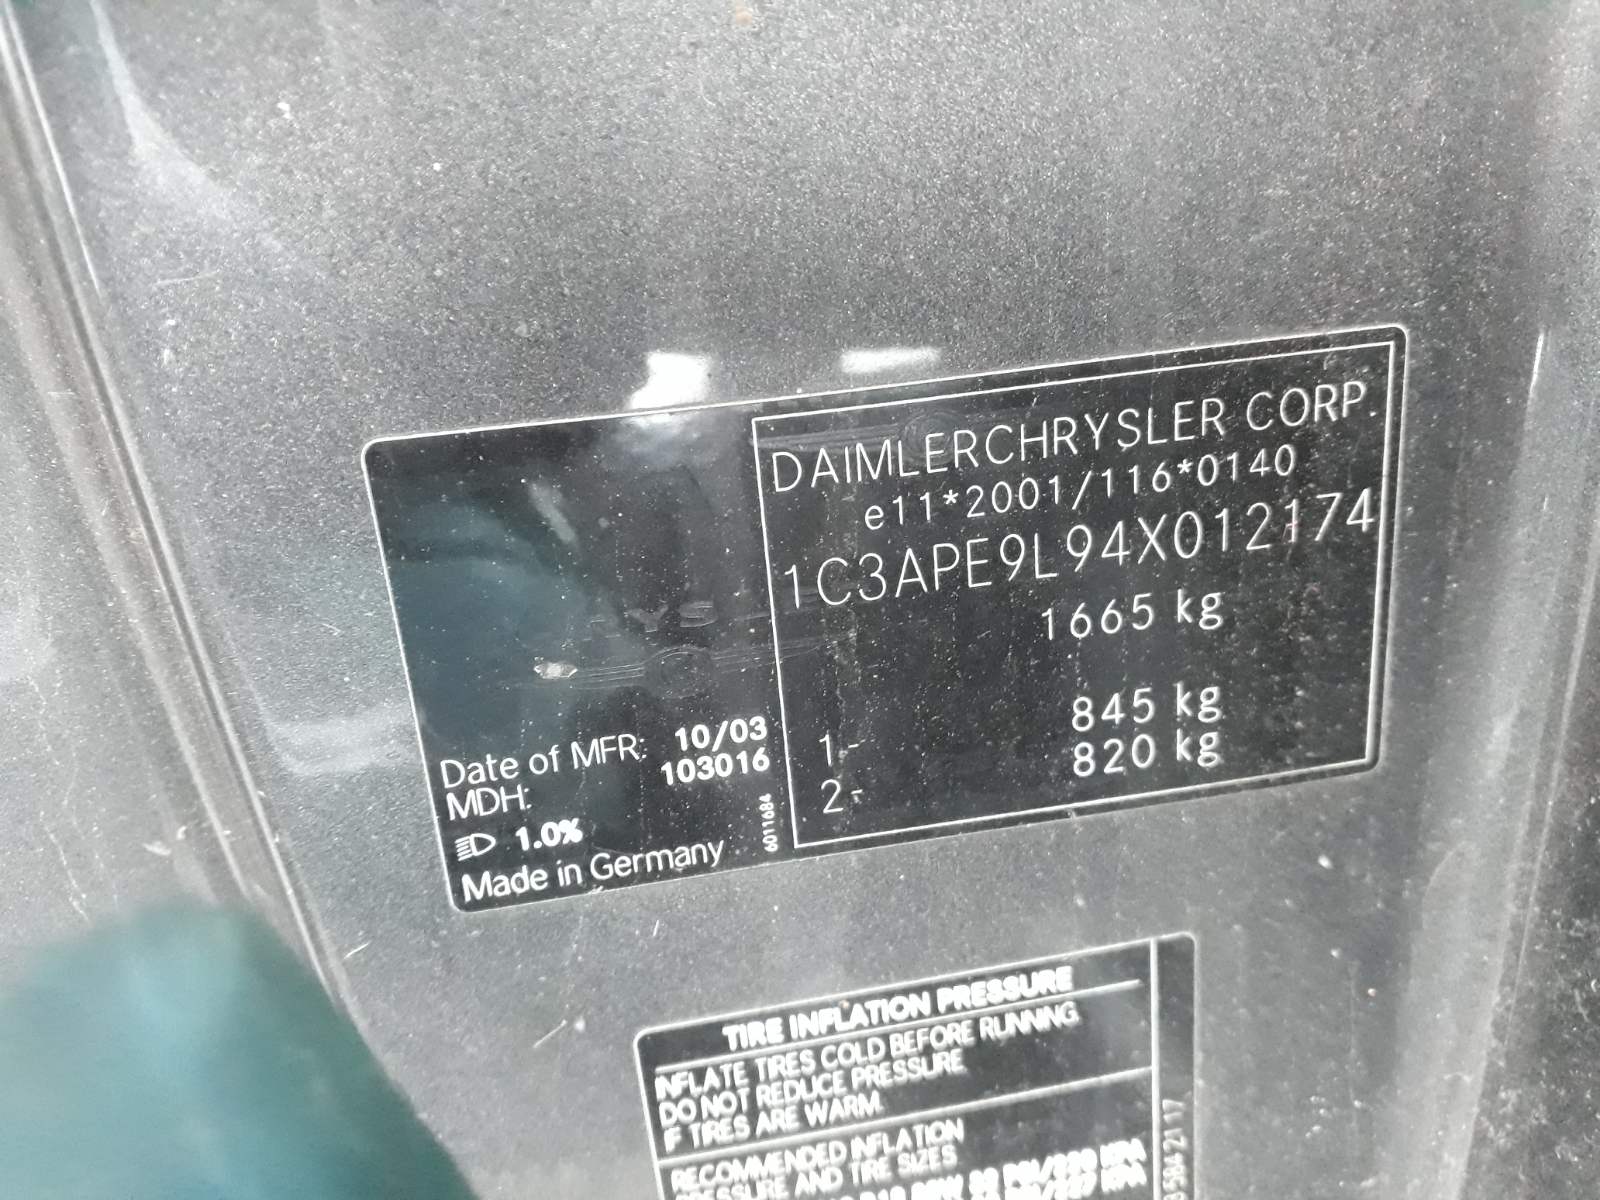 DAIMLERCHRYSLER CORP.
e11*2001/116*0140
1C3APE9L94X012174
1665 kg
1- 845 kg
2- 820 kg
Date of MFR: 10/03
MDH: 103016
1.0%
Made in Germany
6011684
TIRE INFLATION PRESSURE
INFLATE TIRES COLD BEFORE RUNNING.
DO NOT REDUCE PRESSURE
IF TIRES ARE WARM.
RECOMMENDED INFLATION
PRESSURE AND TIRE SIZES